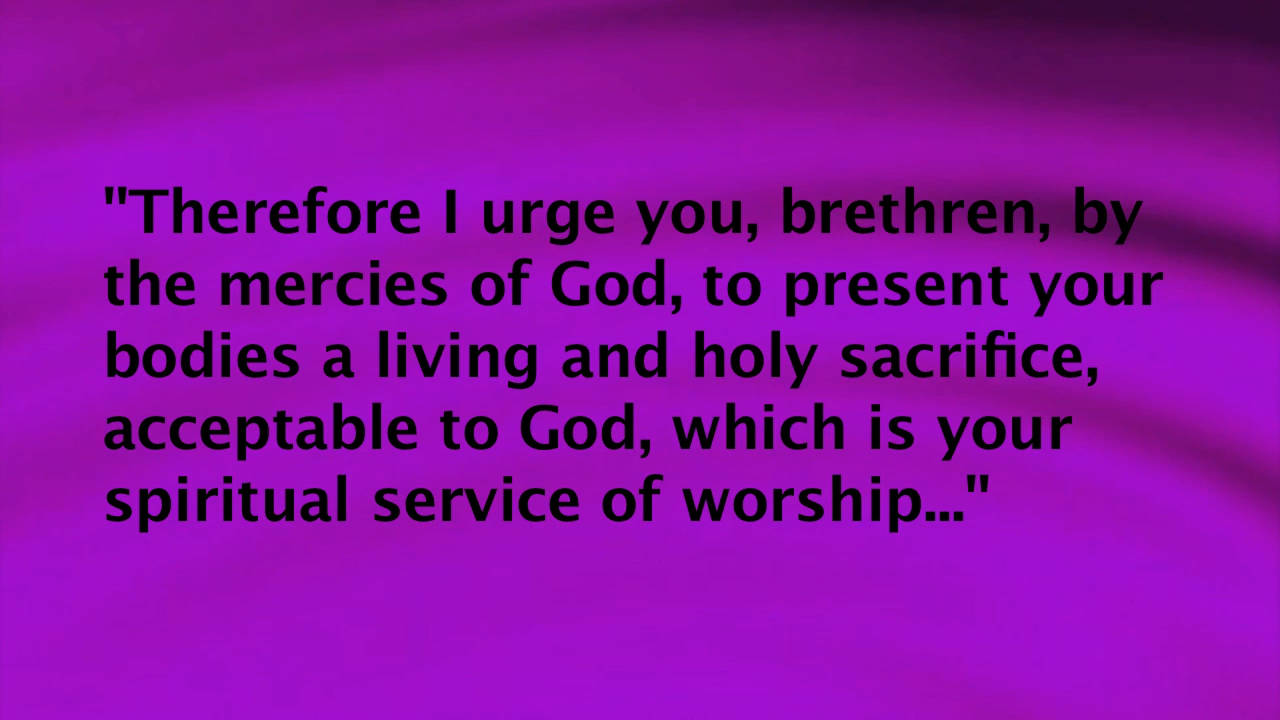 "Therefore I urge you, brethren, by
the mercies of God, to present your
bodies a living and holy sacrifice,
acceptable to God, which is your
spiritual service of worship..."